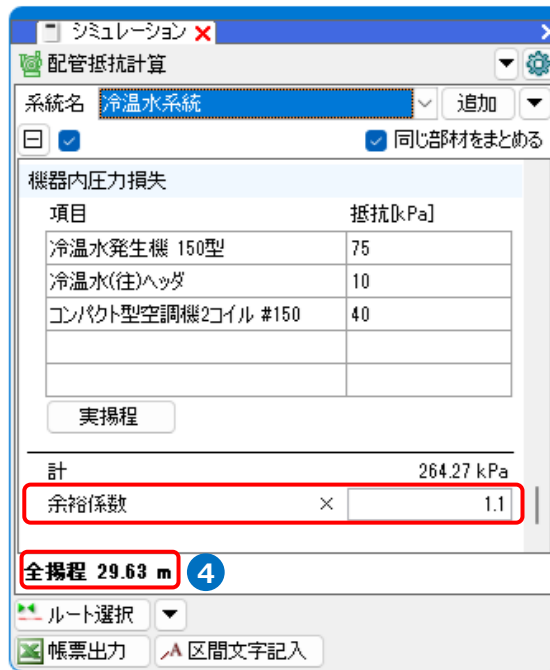 シミュレーション
配管抵抗計算
系統名 冷温水系統 追加
同じ部材をまとめる
機器内圧力損失
項目 抵抗[kPa]
冷温水発生機 150型 75
冷温水(往)ヘッダ 10
コンパクト型空調機2コイル #150 40
実揚程
計 264.27 kPa
余裕係数 × 1.1
全揚程 29.63 m 4
ルート選択
帳票出力 区間文字記入